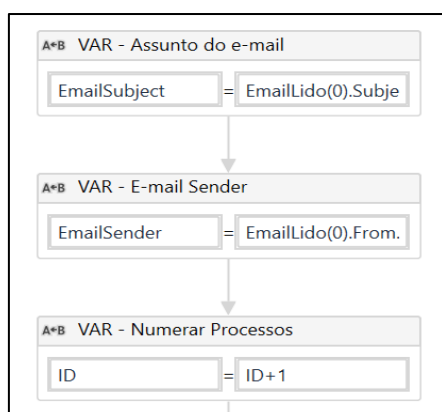 A←B VAR - Assunto do e-mail
EmailSubject = EmailLido(0).Subje
A←B VAR - E-mail Sender
EmailSender = EmailLido(0).From.
A←B VAR - Numerar Processos
ID = ID+1